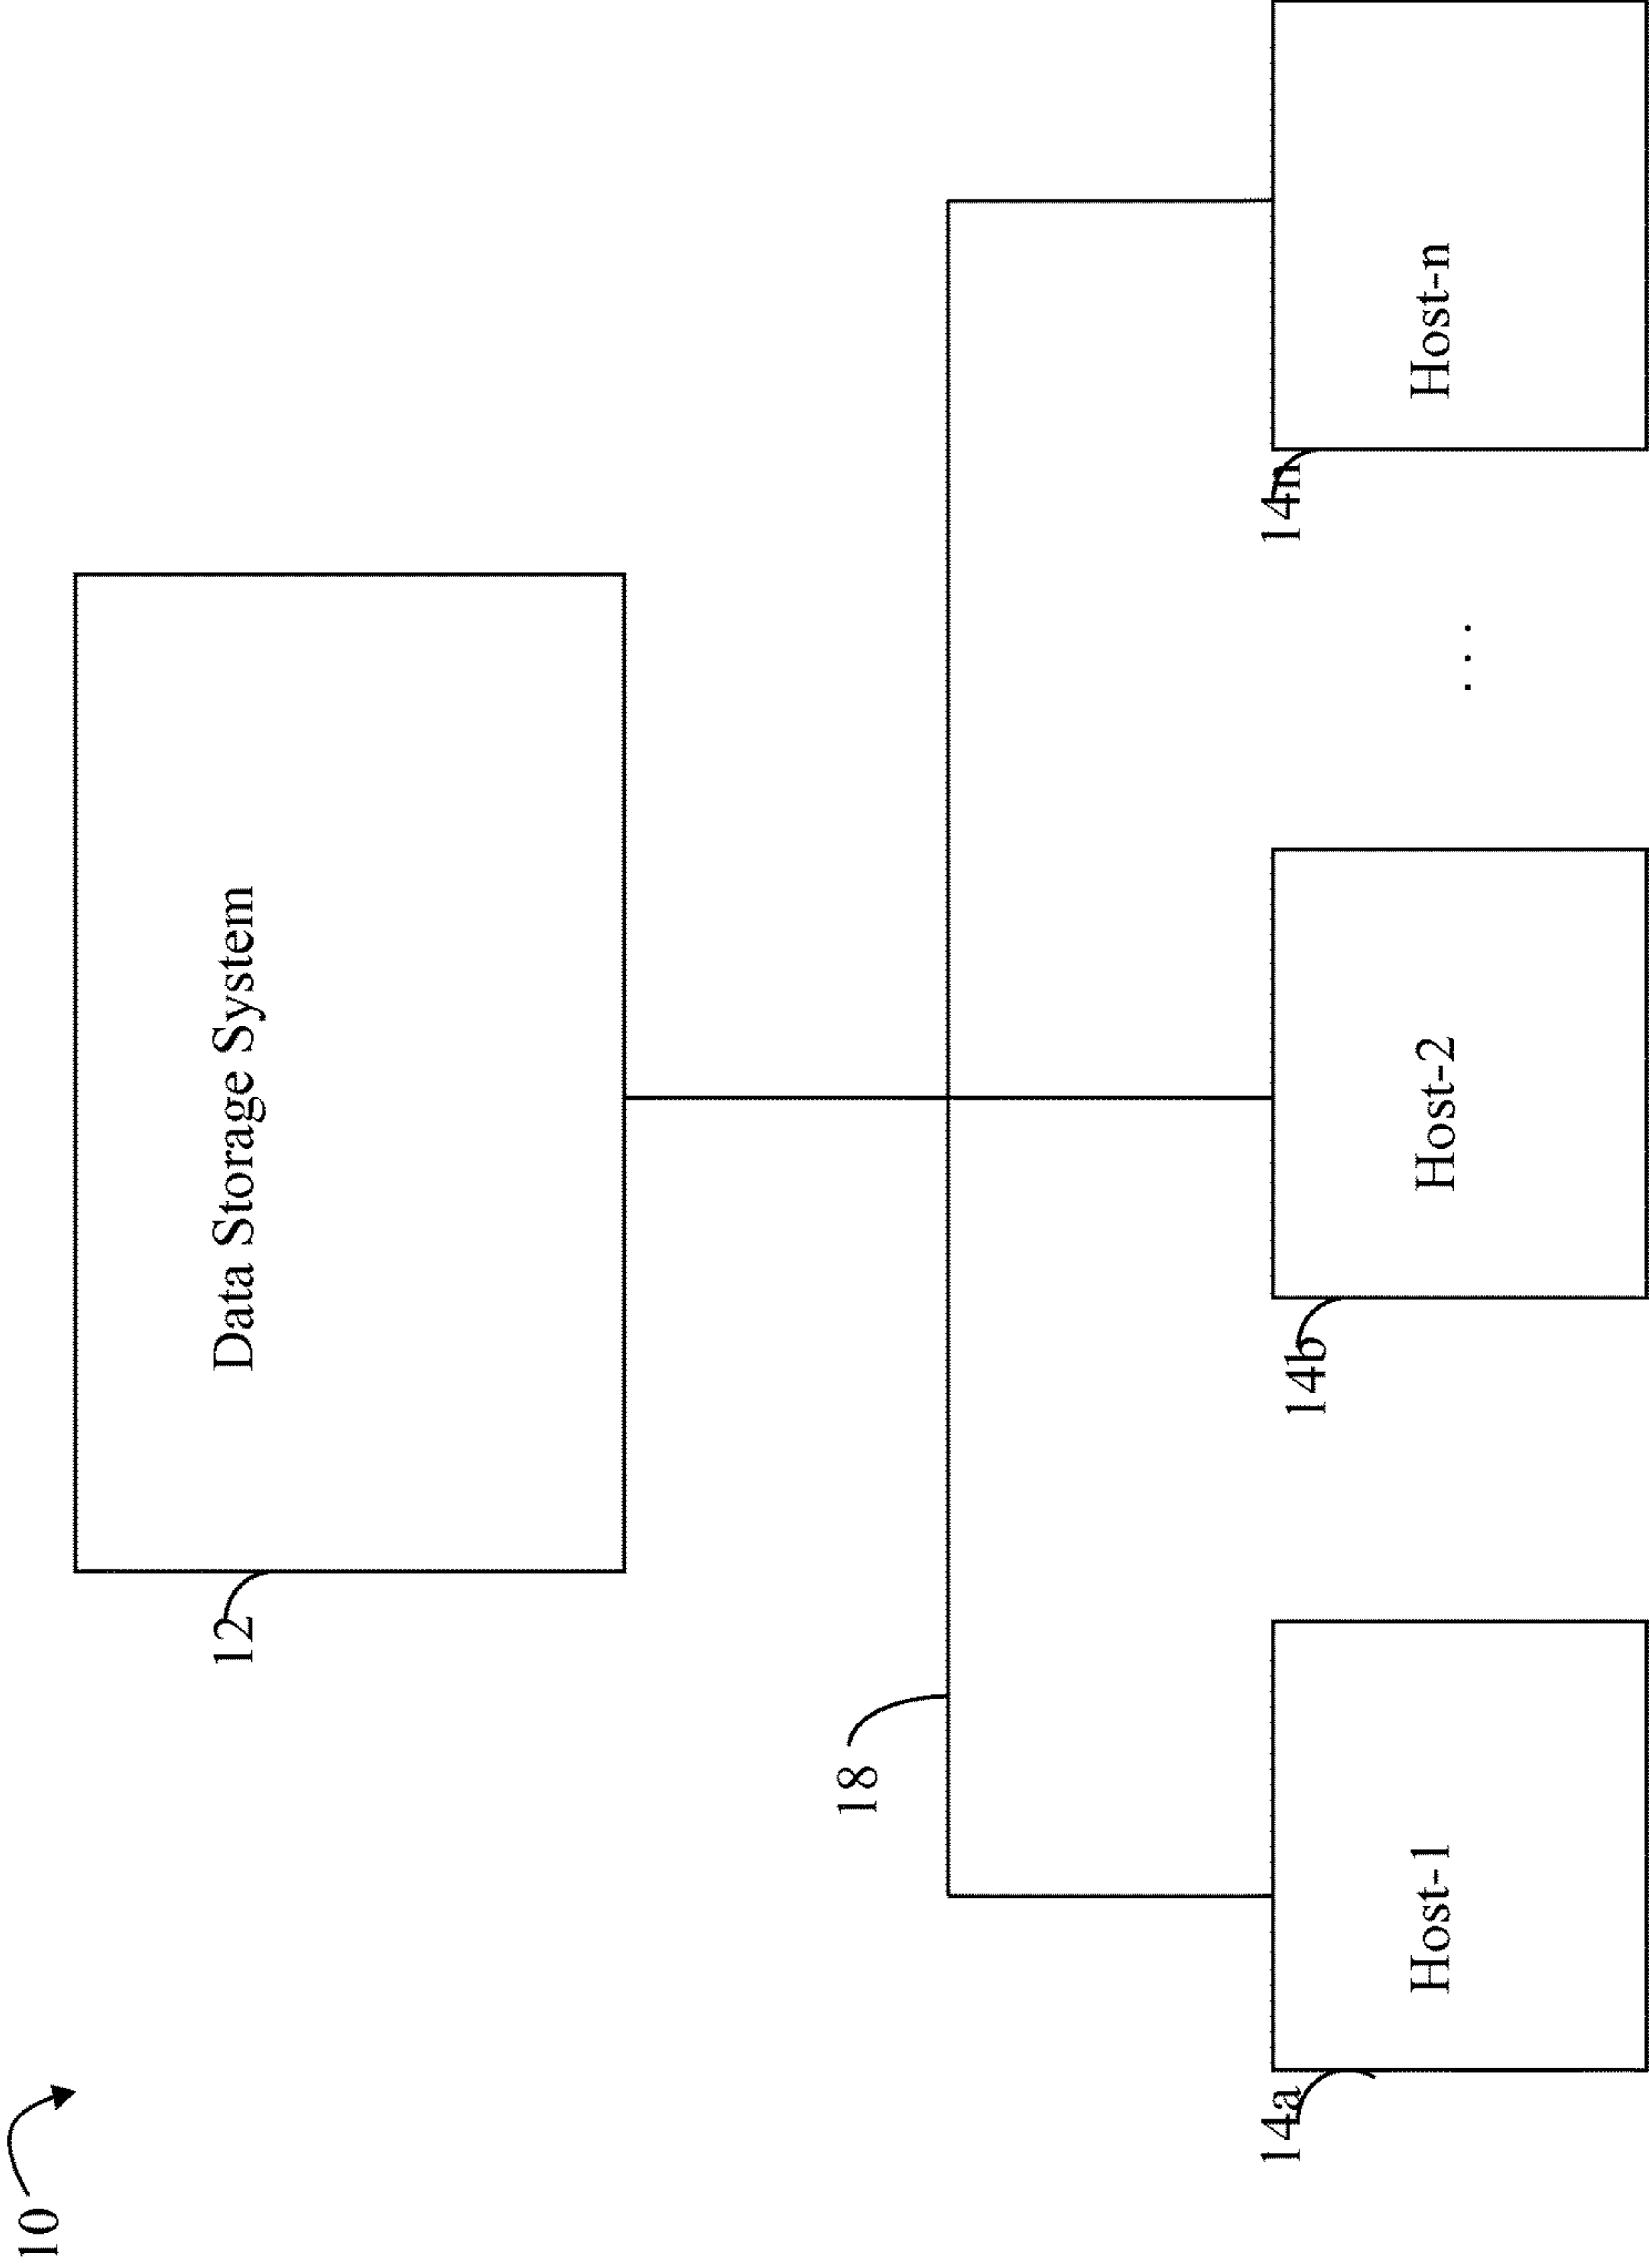 10
12
Data Storage System
18
14a
Host-1
14b
Host-2
. . .
14n
Host-n